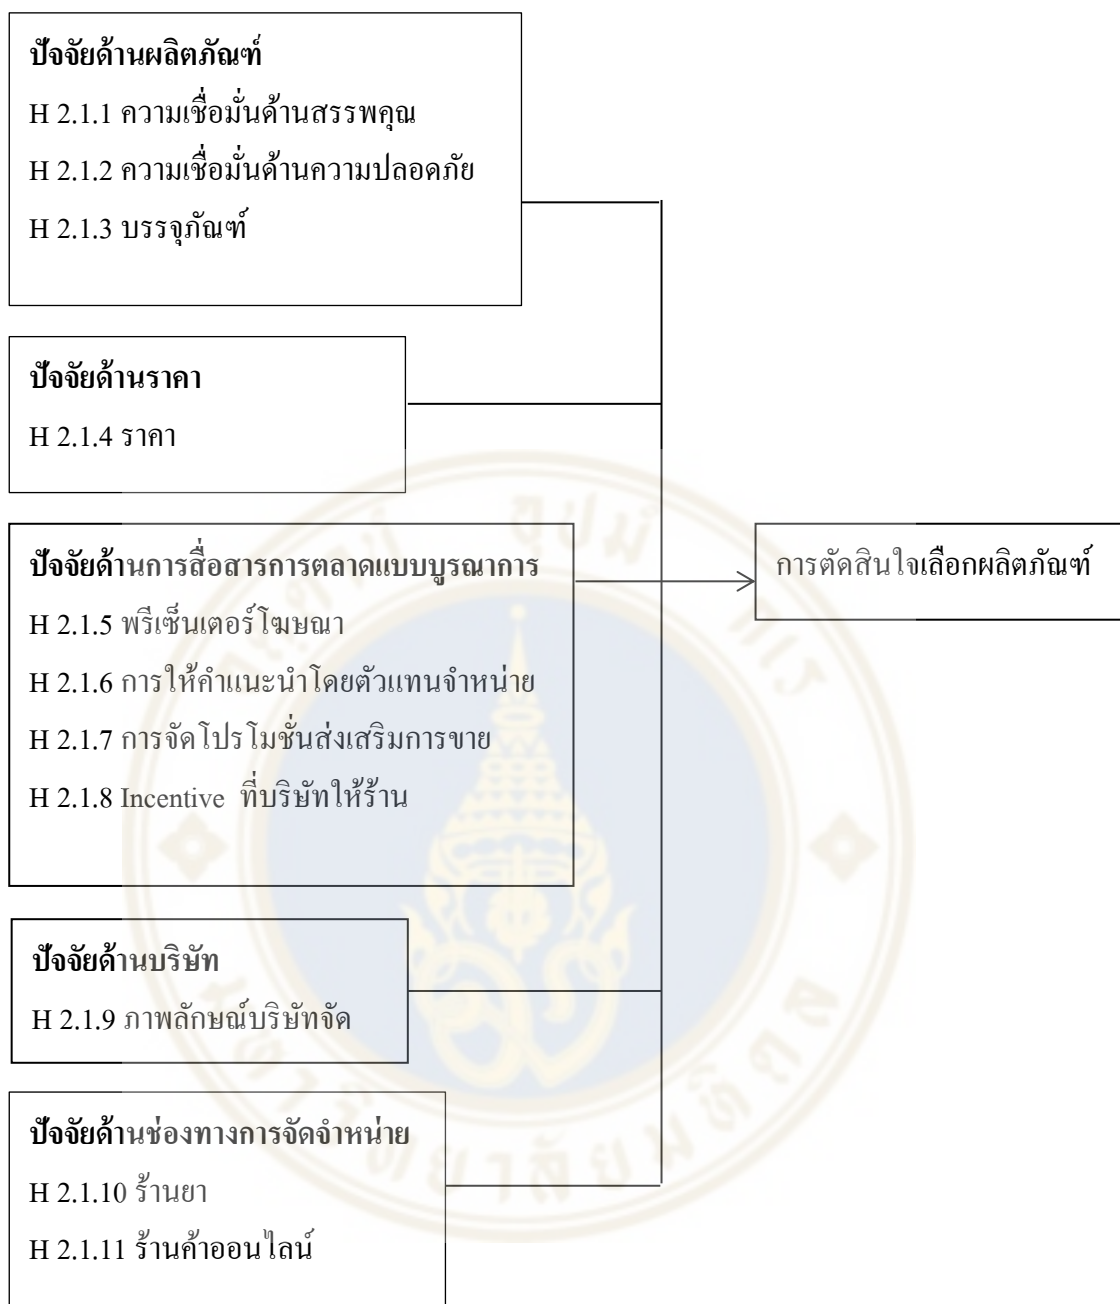 ปัจจัยด้านผลิตภัณฑ์
H 2.1.1 ความเชื่อมั่นด้านสรรพคุณ
H 2.1.2 ความเชื่อมั่นด้านความปลอดภัย
H 2.1.3 บรรจุภัณฑ์
ปัจจัยด้านราคา
H 2.1.4 ราคา
ปัจจัยด้านการสื่อสารการตลาดแบบบูรณาการ
H 2.1.5 พรีเซ็นเตอร์โฆษณา
H 2.1.6 การให้คำแนะนำโดยตัวแทนจำหน่าย
H 2.1.7 การจัดโปรโมชั่นส่งเสริมการขาย
H 2.1.8 Incentive ที่บริษัทให้ร้าน
ปัจจัยด้านบริษัท
H 2.1.9 ภาพลักษณ์บริษัทจัด
ปัจจัยด้านช่องทางการจัดจำหน่าย
H 2.1.10 ร้านยา
H 2.1.11 ร้านค้าออนไลน์
การตัดสินใจเลือกผลิตภัณฑ์